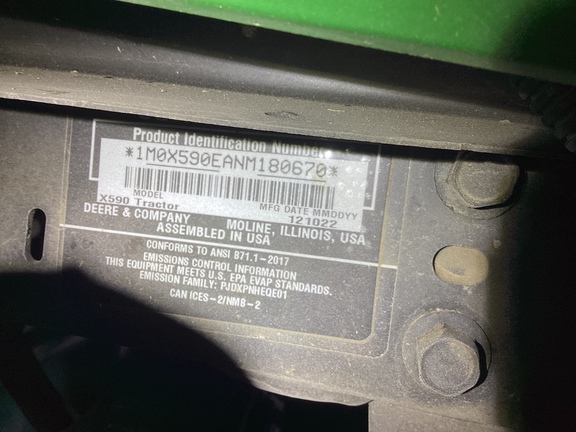 Product Identification Number
*1M0X590EANM180670*
MODEL MFG DATE MMDDYY
X590 Tractor 121022
DEERE & COMPANY MOLINE, ILLINOIS, USA
ASSEMBLED IN USA
CONFORMS TO ANSI B71.1-2017
EMISSIONS CONTROL INFORMATION
THIS EQUIPMENT MEETS U.S. EPA EVAP STANDARDS.
EMISSION FAMILY: PJDXPNHEQE01
CAN ICES-2/NMB-2